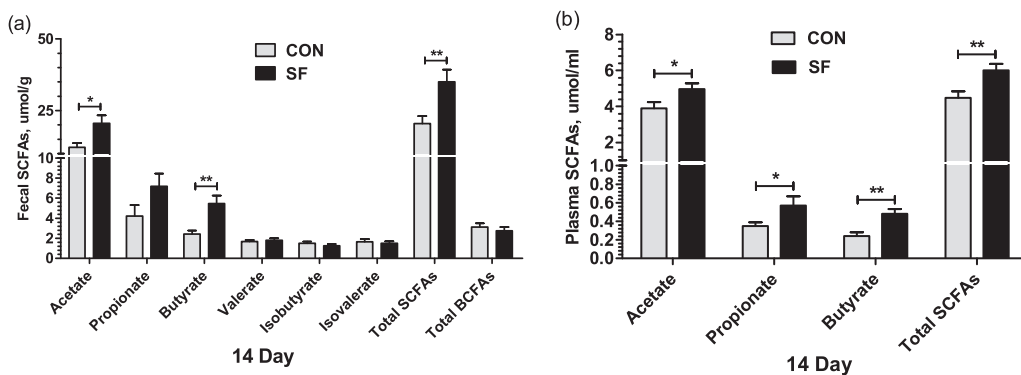 (a)
Fecal SCFAs, umol/g
50
25
10
8
6
4
2
0
CON
SF
*
**
**
Acetate
Propionate
Butyrate
Valerate
Isobutyrate
Isovalerate
Total SCFAs
Total BCFAs
14 Day
(b)
Plasma SCFAs, umol/ml
8
6
4
2
1.0
0.8
0.6
0.4
0.2
0.0
CON
SF
*
*
**
**
Acetate
Propionate
Butyrate
Total SCFAs
14 Day